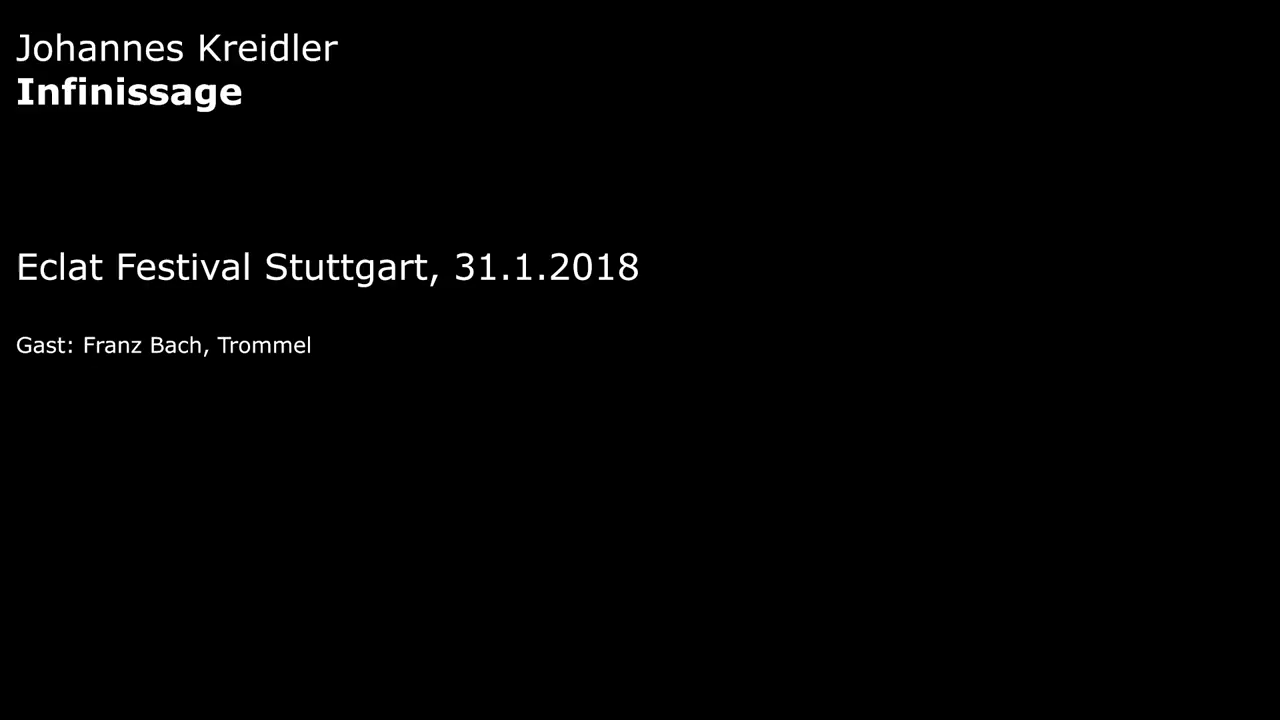 Johannes Kreidler
Infinissage
Eclat Festival Stuttgart, 31.1.2018
Gast: Franz Bach, Trommel